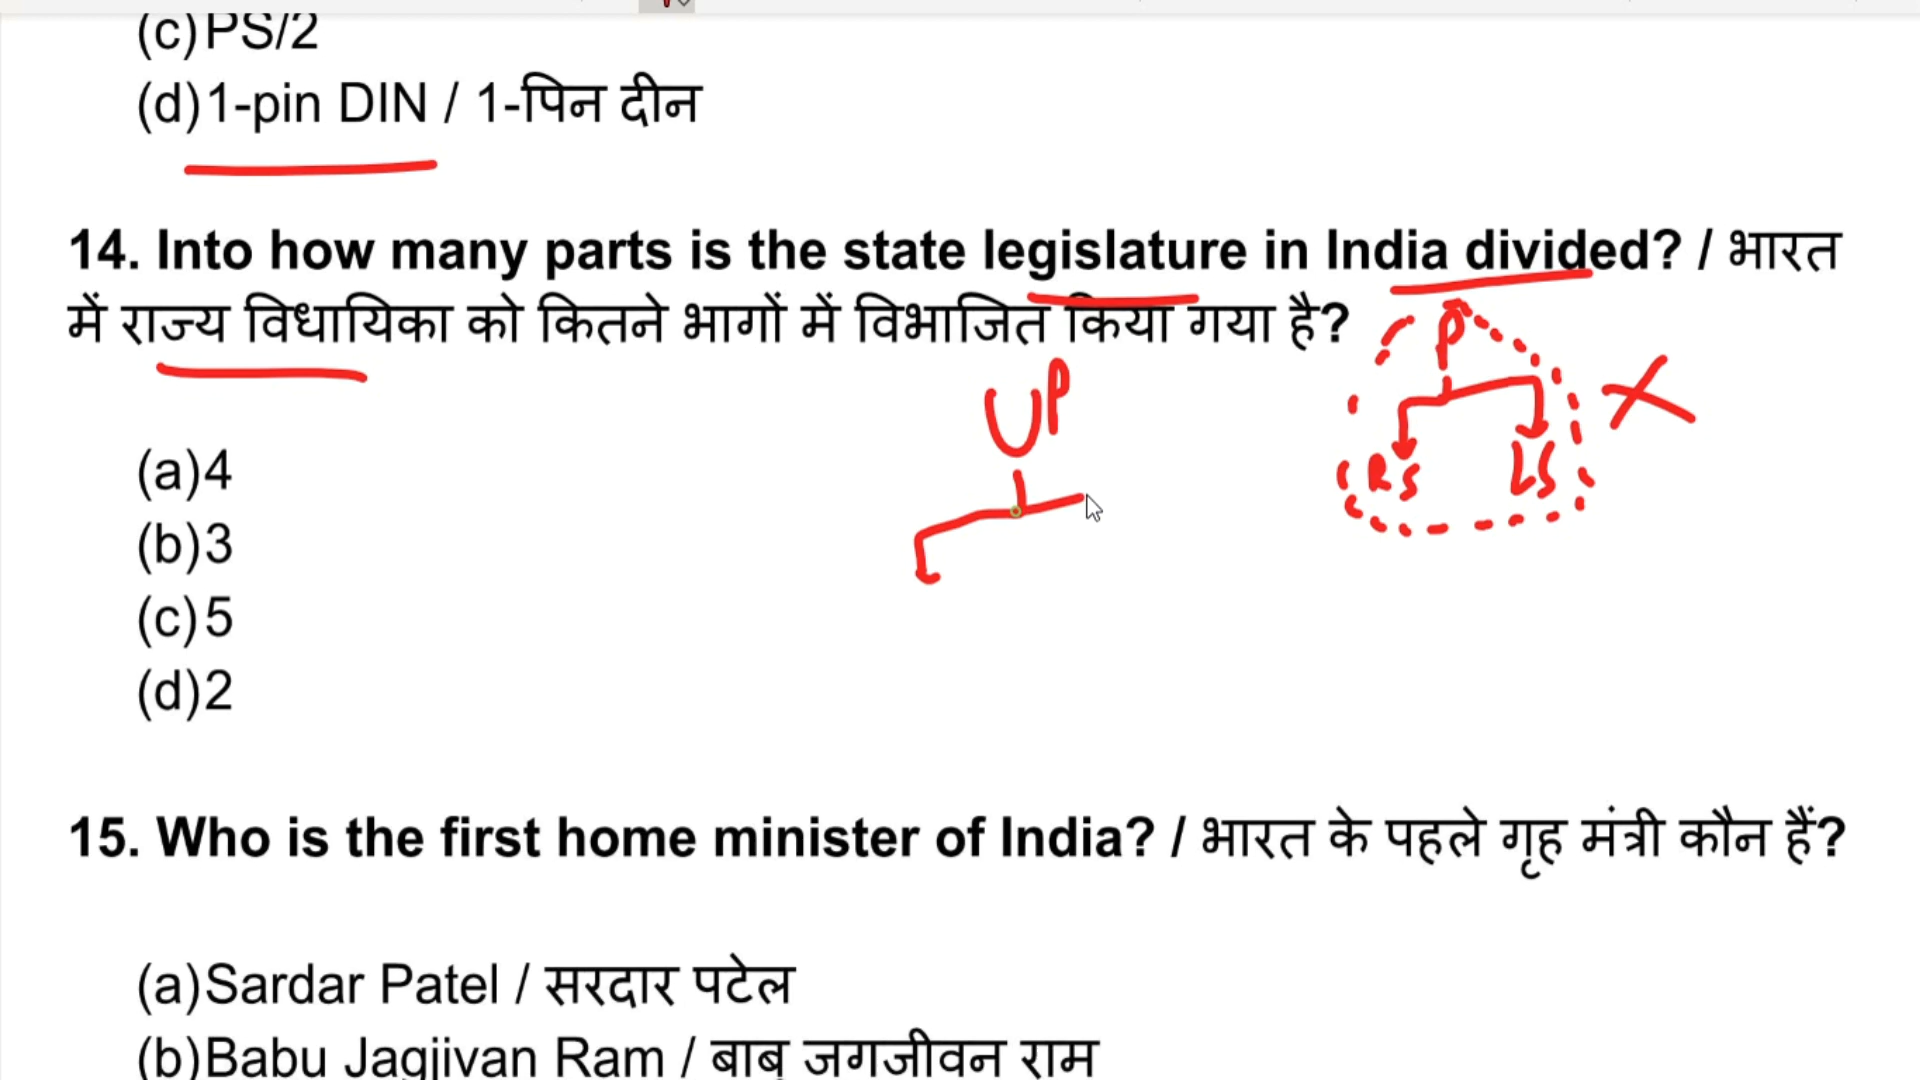 (c) PS/2
(d) 1-pin DIN / 1-पिन दीन
14. Into how many parts is the state legislature in India divided? / भारत
में राज्य विधायिका को कितने भागों में विभाजित किया गया है?
P
RS LS
UP
(a) 4
(b) 3
(c) 5
(d) 2
15. Who is the first home minister of India? / भारत के पहले गृह मंत्री कौन हैं?
(a) Sardar Patel / सरदार पटेल
(b) Babu Jagjivan Ram / बाबू जगजीवन राम